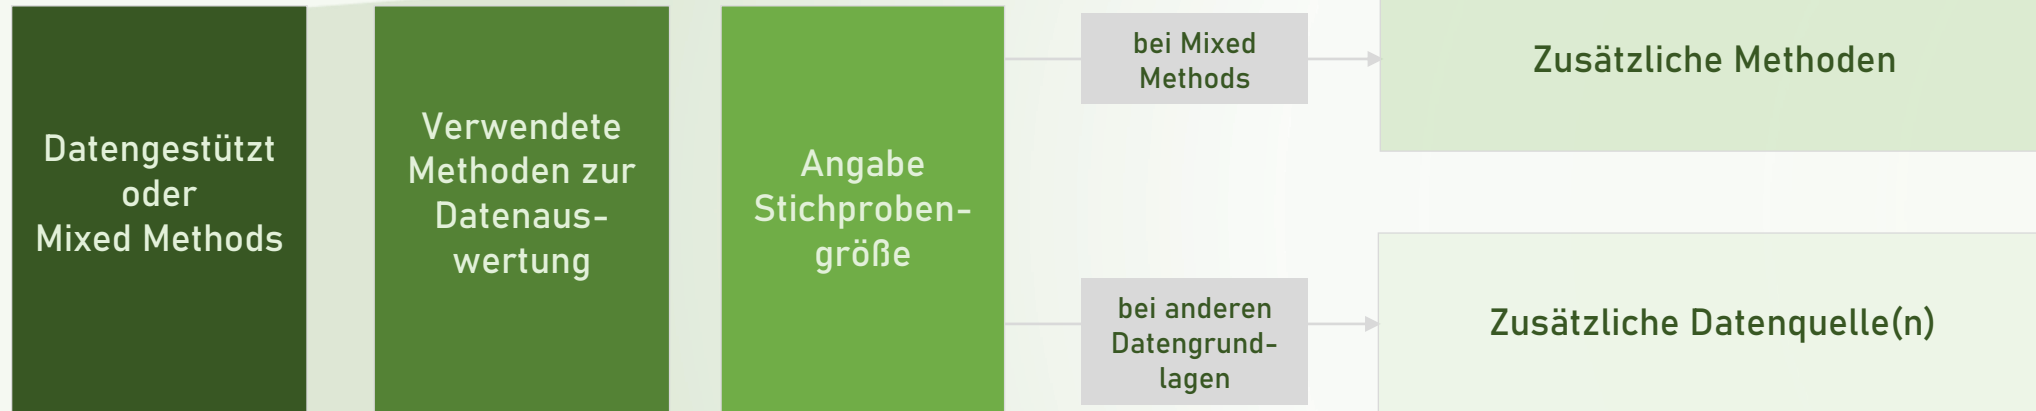 Datengestützt
oder
Mixed Methods
Verwendete
Methoden zur
Datenaus-
wertung
Angabe
Stichproben-
größe
bei Mixed
Methods
Zusätzliche Methoden
bei anderen
Datengrund-
lagen
Zusätzliche Datenquelle(n)